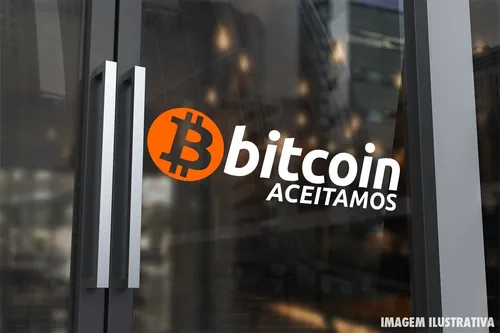 bitcoin
ACEITAMOS
IMAGEM ILUSTRATIVA